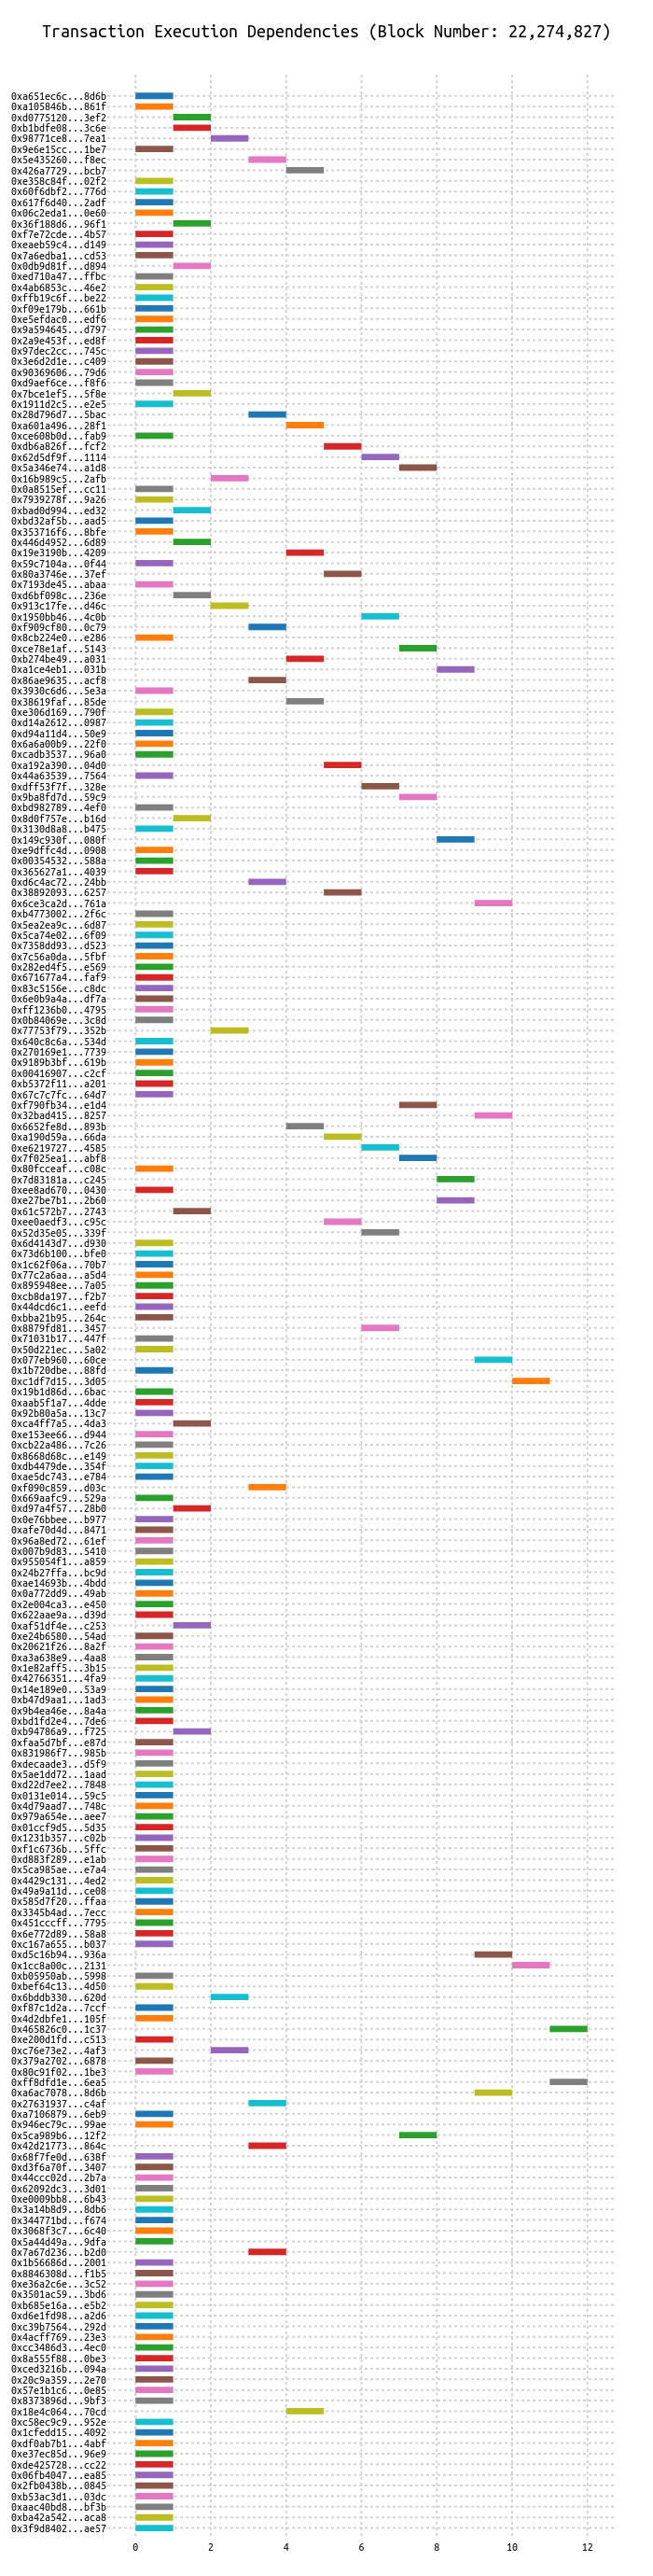 Transaction Execution Dependencies (Block Number: 22,274,827)
0xa651ec6c...8d6b
0xa105846b...861f
0xd0775120...3ef2
0xb1bdfe08...3c6e
0x98771ce8...7ea1
0x9e6e15cc...1be7
0x5e435260...f8ec
0x426a7729...bcb7
0xe358c84f...02f2
0x60f6dbf2...776d
0x617f6d40...2adf
0x06c2eda1...0e60
0x36f188d6...96f1
0xf7e72cde...4b57
0xeaeb59c4...d149
0x7a6edba1...cd53
0x0db9d81f...d894
0xed710a47...ffbc
0x4ab6853c...46e2
0xffb19c6f...be22
0xf09e179b...661b
0xe5efdac0...edf6
0x9a594645...d797
0x2a9e453f...ed8f
0x97dec2cc...745c
0x3e6d2d1e...c409
0x90369606...79d6
0xd9aef6ce...f8f6
0x7bce1ef5...5f8e
0x1911d2c5...e2e5
0x28d796d7...5bac
0xa601a496...28f1
0xce608b0d...fab9
0xdb6a826f...fcf2
0x62d5df9f...1114
0x5a346e74...a1d8
0x16b989c5...2afb
0x0a8515ef...cc11
0x7939278f...9a26
0xbad0d994...ed32
0xbd32af5b...aad5
0x353716f6...8bfe
0x446d4952...6d89
0x19e3190b...4209
0x59c7104a...0f44
0x80a3746e...37ef
0x7193de45...abaa
0xd6bf098c...236e
0x913c17fe...d46c
0x1950bb46...4c0b
0xf909cf80...0c79
0x8cb224e0...e286
0xce78e1af...5143
0xb274be49...a031
0xa1ce4eb1...031b
0x86ae9635...acf8
0x3930c6d6...5e3a
0x38619faf...85de
0xe306d169...790f
0xd14a2612...0987
0xd94a11d4...50e9
0x6a6a00b9...22f0
0xcadb3537...96a0
0xa192a390...04d0
0x44a63539...7564
0xdff53f7f...328e
0x9ba8fd7d...59c9
0xbd982789...4ef0
0x8d0f757e...b16d
0x3130d8a8...b475
0x149c930f...080f
0xe9dffc4d...0908
0x00354532...588a
0x365627a1...4039
0xd6c4ac72...24bb
0x38892093...6257
0x6ce3ca2d...761a
0xb4773002...2f6c
0x5ea2ea9c...6d87
0x5ca74e02...6f09
0x7358dd93...d523
0x7c56a0da...5fbf
0x282ed4f5...e569
0x671677a4...faf9
0x83c5156e...c8dc
0x6e0b9a4a...df7a
0xff1236b0...4795
0x0b84069e...3c8d
0x77753f79...352b
0x640c8c6a...534d
0x270169e1...7739
0x9189b3bf...619b
0x00416907...c2cf
0xb5372f11...a201
0x67c7c7fc...64d7
0xf790fb34...e1d4
0x32bad415...8257
0x6652fe8d...893b
0xa190d59a...66da
0xe6219727...4585
0x7f025ea1...abf8
0x80fcceaf...c08c
0x7d83181a...c245
0xee8ad670...0430
0xe27be7b1...2b60
0x61c572b7...2743
0xee0aedf3...c95c
0x52d35e05...339f
0x6d4143d7...d930
0x73d6b100...bfe0
0x1c62f06a...70b7
0x77c2a6aa...a5d4
0x895948ee...7a05
0xcb8da197...f2b7
0x44dcd6c1...eefd
0xbba21b95...264c
0x8879fd81...3457
0x71031b17...447f
0x50d221ec...5a02
0x077eb960...60ce
0x1b720dbe...88fd
0xc1df7d15...3d05
0x19b1d86d...6bac
0xaab5f1a7...4dde
0x92b80a5a...13c7
0xca4ff7a5...4da3
0xe153ee66...d944
0xcb22a486...7c26
0x8668d68c...e149
0xdb4479de...354f
0xae5dc743...e784
0xf090c859...d03c
0x669aafc9...529a
0xd97a4f57...28b0
0x0e76bbee...b977
0xafe70d4d...8471
0x96a8ed72...61ef
0x007b9d83...5410
0x955054f1...a859
0x24b27ffa...bc9d
0xae14693b...4bdd
0x0a772dd9...49ab
0x2e004ca3...e450
0x622aae9a...d39d
0xaf51df4e...c253
0xe24b6580...54ad
0x20621f26...8a2f
0xa3a638e9...4aa8
0x1e82aff5...3b15
0x42766351...4fa9
0x14e189e0...53a9
0xb47d9aa1...1ad3
0x9b4ea46e...8a4a
0xbd1fd2e4...7de6
0xb94786a9...f725
0xfaa5d7bf...e87d
0x831986f7...985b
0xdecaade3...d5f9
0x5ae1dd72...1aad
0xd22d7ee2...7848
0x0131e014...59c5
0x4d79aad7...748c
0x979a654e...aee7
0x01ccf9d5...5d35
0x1231b357...c02b
0xf1c6736b...5ffc
0xd883f289...e1ab
0x5ca985ae...e7a4
0x4429c131...4ed2
0x49a9a11d...ce08
0x585d7f20...ffaa
0x3345b4ad...7ecc
0x451cccff...7795
0x6e772d89...58a8
0xc167a655...b037
0xd5c16b94...936a
0x1cc8a00c...2131
0xb05950ab...5998
0xbef64c13...4d50
0x6bddb330...620d
0xf87c1d2a...7ccf
0x4d2dbfe1...105f
0x465826c0...1c37
0xe200d1fd...c513
0xc76e73e2...4af3
0x379a2702...6878
0x80c91f02...1be3
0xff8dfd1e...6ea5
0xa6ac7078...8d6b
0x27631937...c4af
0xa7106879...6eb9
0x946ec79c...99ae
0x5ca989b6...12f2
0x42d21773...864c
0x68f7fe0d...638f
0xd3f6a70f...3407
0x44ccc02d...2b7a
0x62092dc3...3d01
0xe0009bb8...6b43
0x3a14b8d9...8db6
0x344771bd...f674
0x3068f3c7...6c40
0x5a44d49a...9dfa
0x7a67d236...b2d0
0x1b56686d...2001
0x8846308d...f1b5
0xe36a2c6e...3c52
0x3501ac59...3bd6
0xb685e16a...e5b2
0xd6e1fd98...a2d6
0xc39b7564...292d
0x4acff769...23e3
0xcc3486d3...4ec0
0x8a555f88...0be3
0xced3216b...094a
0x20c9a359...2e70
0x57e1b1c6...0e85
0x8373896d...9bf3
0x18e4c064...70cd
0xc58ec9c9...952e
0x1cfedd15...4092
0xdf0ab7b1...4abf
0xe37ec85d...96e9
0xde425728...cc22
0x06fb4047...ea85
0x2fb0438b...0845
0xb53ac3d1...03dc
0xaac40bd8...bf3b
0xba42a542...aca8
0x3f9d8402...ae57
0 2 4 6 8 10 12